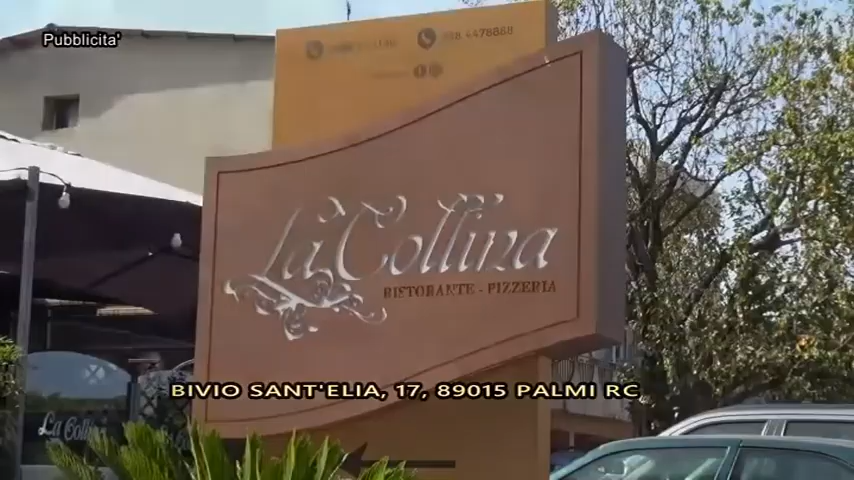 Pubblicita'
La Collina
RISTORANTE - PIZZERIA
BIVIO SANT'ELIA, 17, 89015 PALMI RC
La Collina